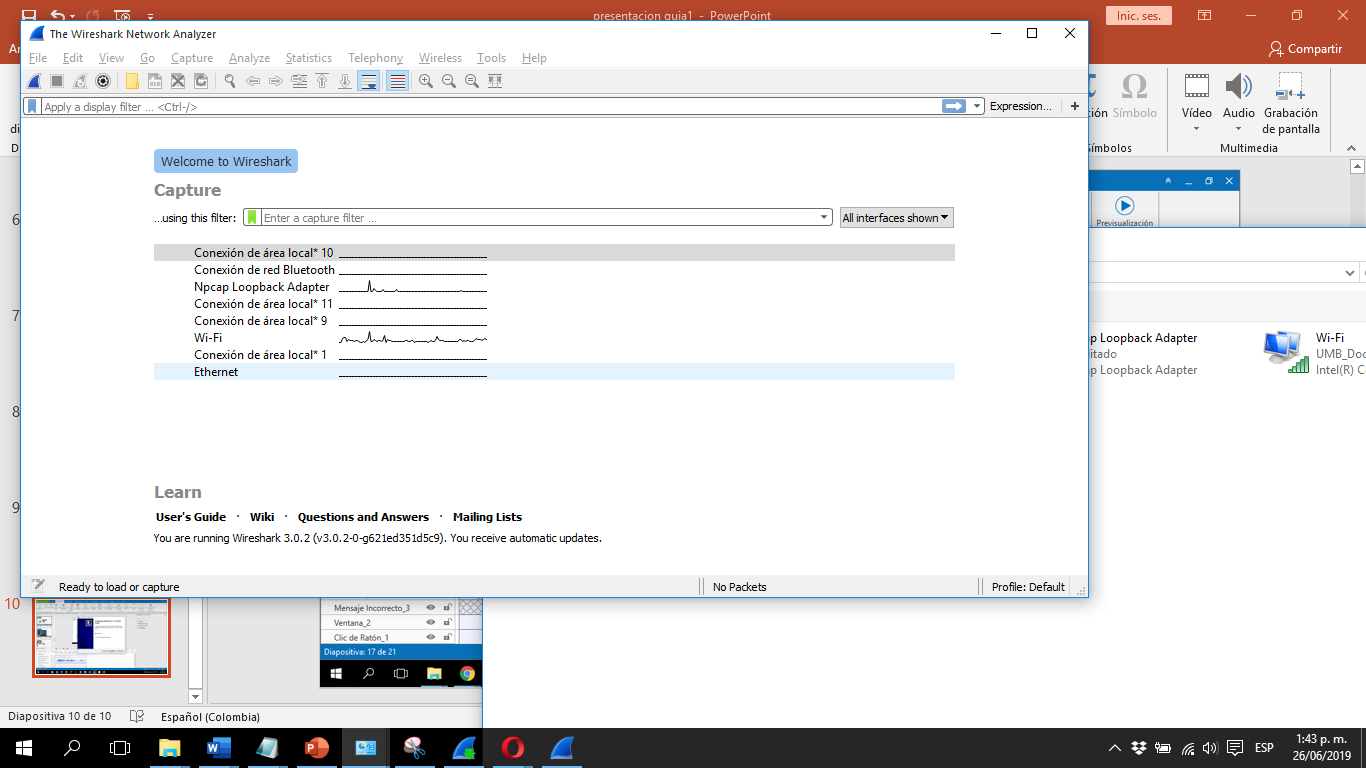 presentacion guia1 - PowerPoint
Inic. ses.
Compartir
The Wireshark Network Analyzer
File Edit View Go Capture Analyze Statistics Telephony Wireless Tools Help
Apply a display filter ... <Ctrl-/>
Expression...
+
Símbolo
Vídeo
Audio
Grabación
de pantalla
Multimedia
Previsualización
Welcome to Wireshark
Capture
...using this filter:
Enter a capture filter ...
All interfaces shown
Conexión de área local* 10
Conexión de red Bluetooth
Npcap Loopback Adapter
Conexión de área local* 11
Conexión de área local* 9
Wi-Fi
Conexión de área local* 1
Ethernet
Learn
User's Guide · Wiki · Questions and Answers · Mailing Lists
You are running Wireshark 3.0.2 (v3.0.2-0-g621ed351d5c9). You receive automatic updates.
Ready to load or capture
No Packets
Profile: Default
Loopback Adapter
Loopback Adapter
Wi-Fi
Intel(R)
6
7
8
9
10
Mensaje Incorrecto_3
Ventana_2
Clic de Ratón_1
Diapositiva: 17 de 21
Diapositiva 10 de 10
Español (Colombia)
ESP
1:43 p. m.
26/06/2019